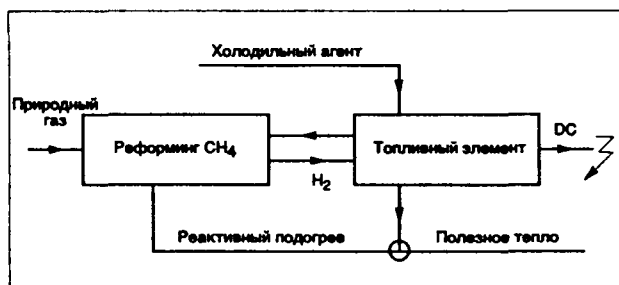 Холодильный агент
Природный
газ
Реформинг CH₄
Топливный элемент
DC
H₂
Реактивный подогрев
Полезное тепло